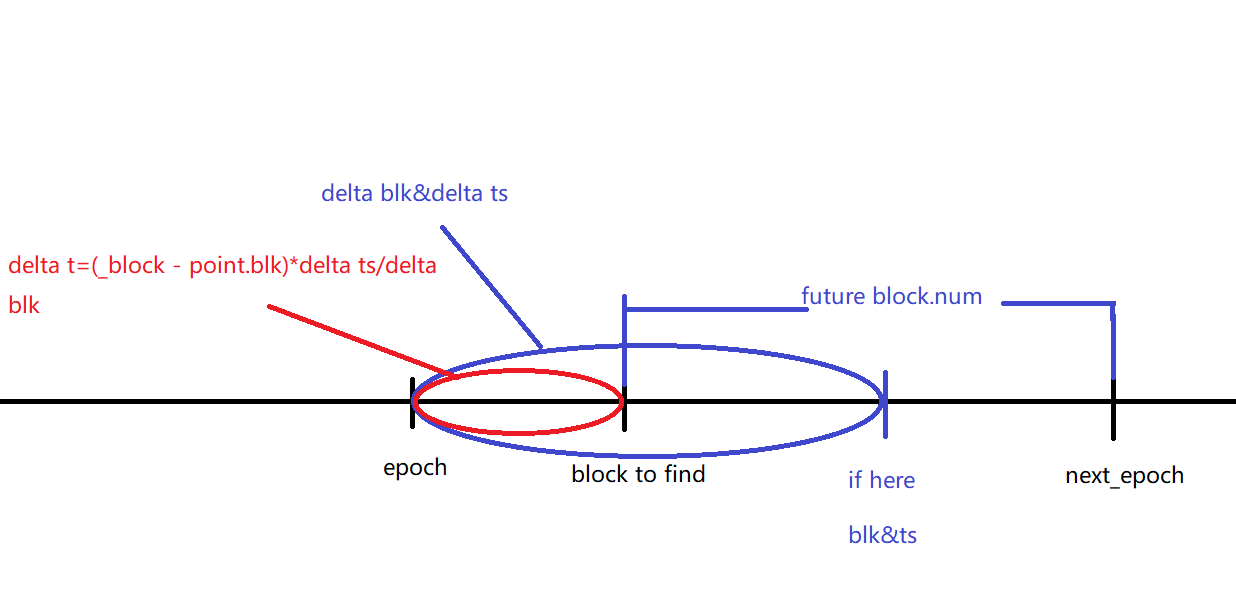 delta blk&delta ts
delta t=(_block - point.blk)*delta ts/delta
blk
future block.num
epoch
block to find
if here
blk&ts
next_epoch